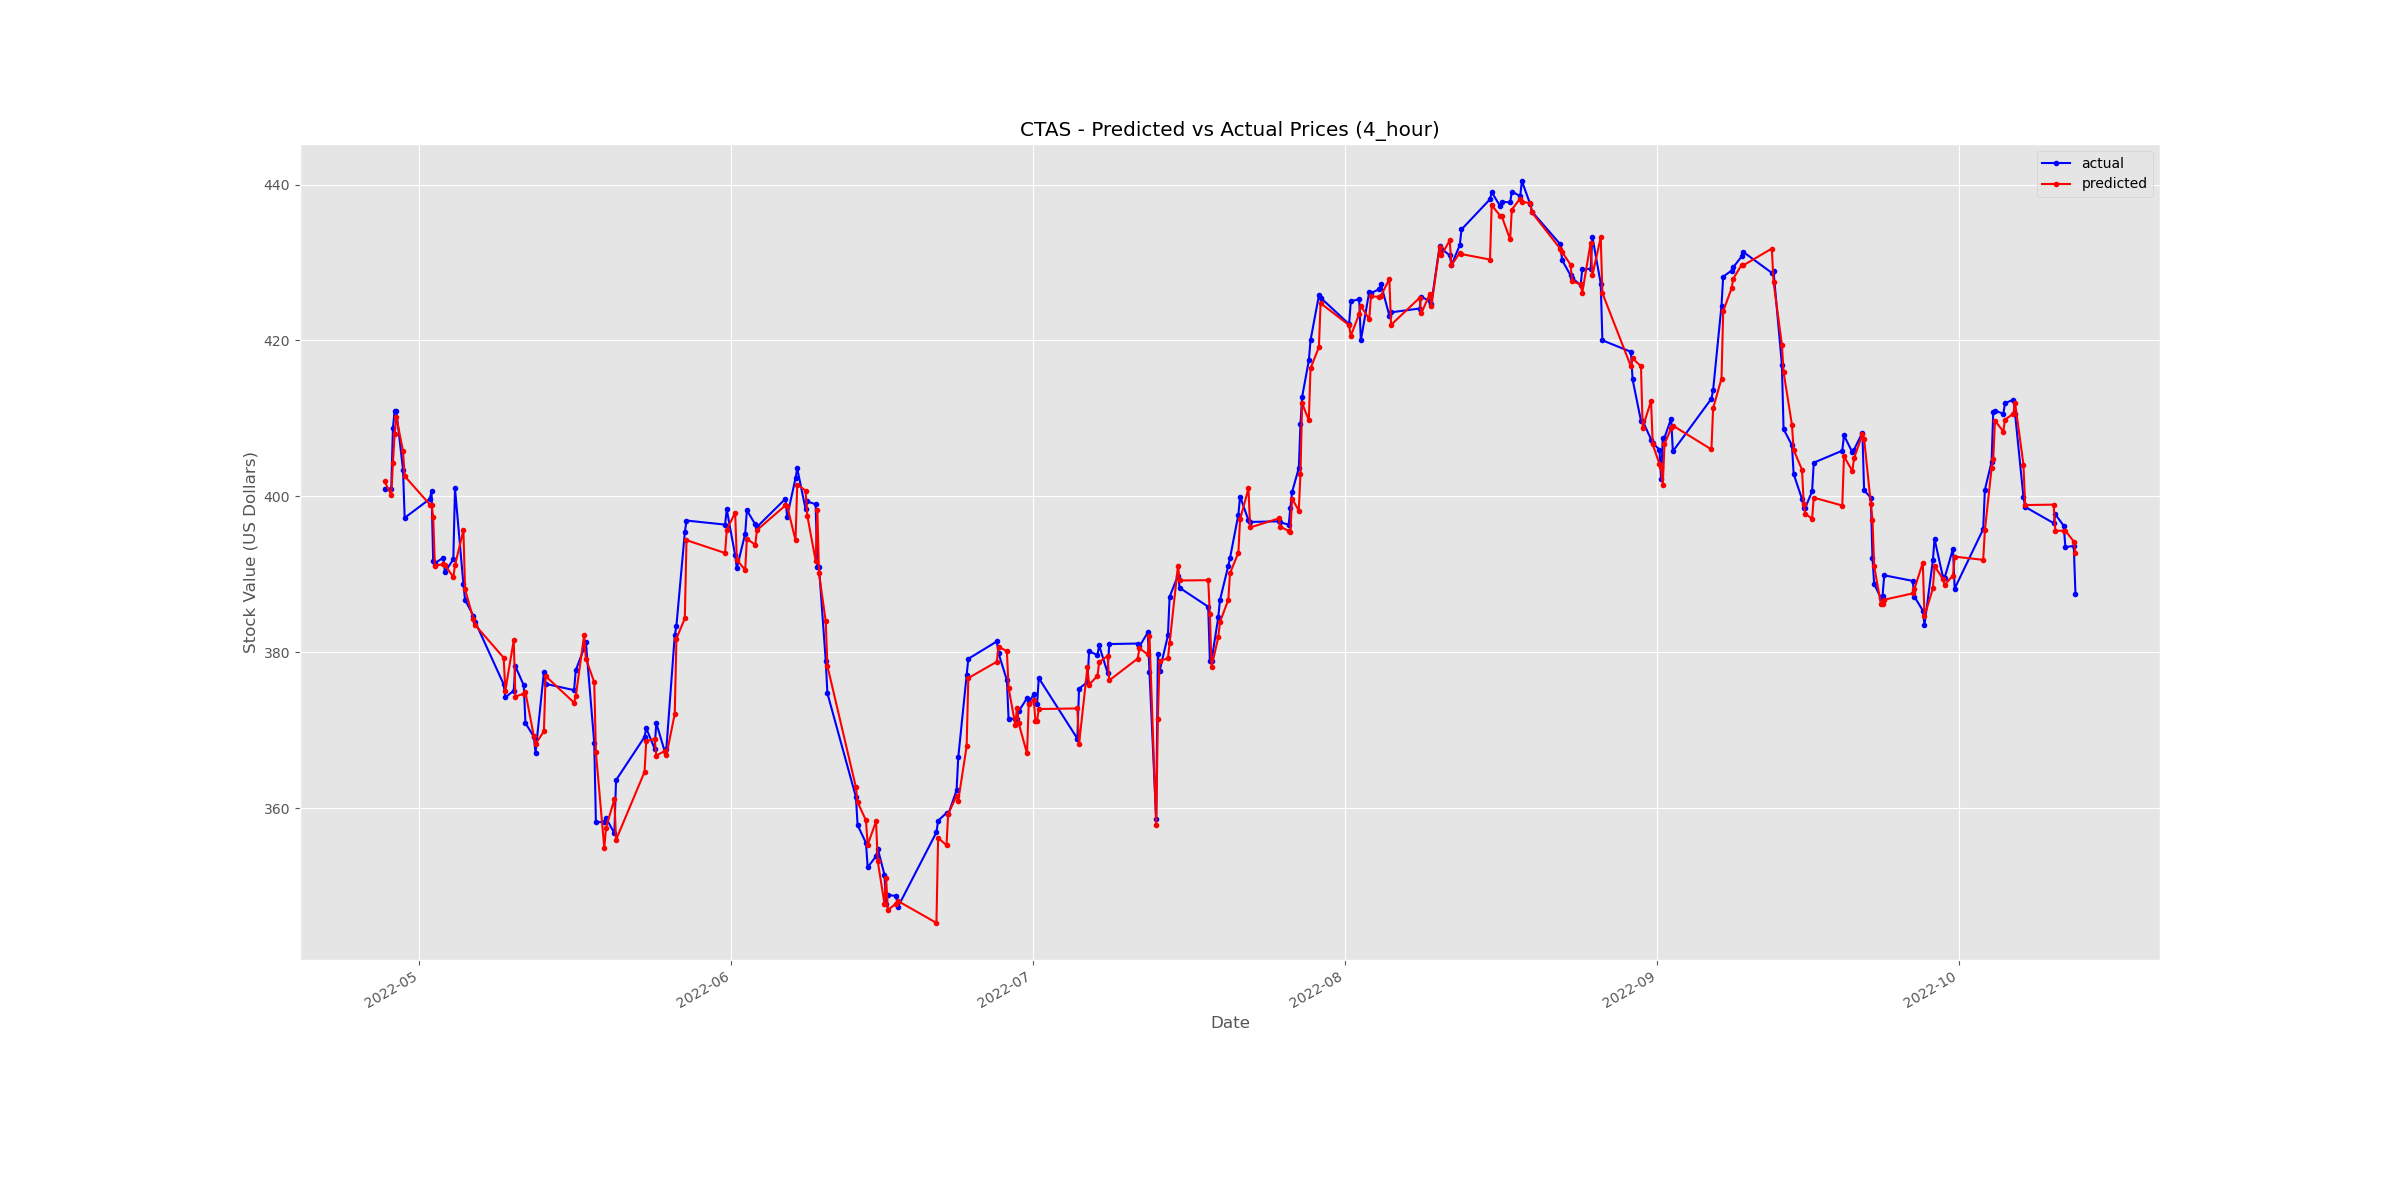 CTAS - Predicted vs Actual Prices (4_hour)
actual
predicted
Stock Value (US Dollars)
440
420
400
380
360
2022-05
2022-06
2022-07
2022-08
2022-09
2022-10
Date